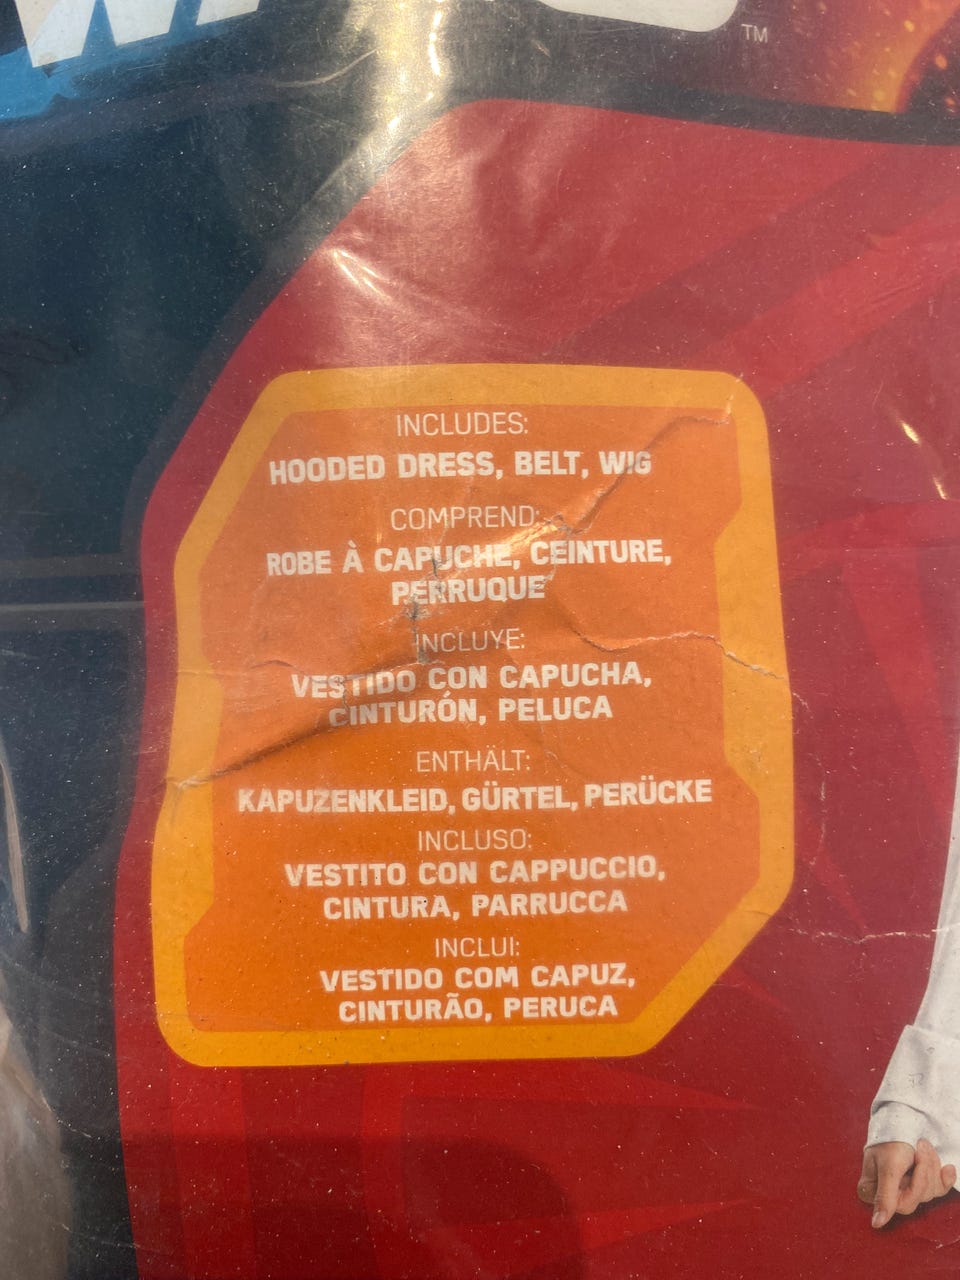 TM
INCLUDES:
HOODED DRESS, BELT, WIG
COMPREND:
ROBE À CAPUCHE, CEINTURE,
PERRUQUE
INCLUYE:
VESTIDO CON CAPUCHA,
CINTURÓN, PELUCA
ENTHÄLT:
KAPUZENKLEID, GÜRTEL, PERÜCKE
INCLUSO:
VESTITO CON CAPPUCCIO,
CINTURA, PARRUCCA
INCLUI:
VESTIDO COM CAPUZ,
CINTURÃO, PERUCA